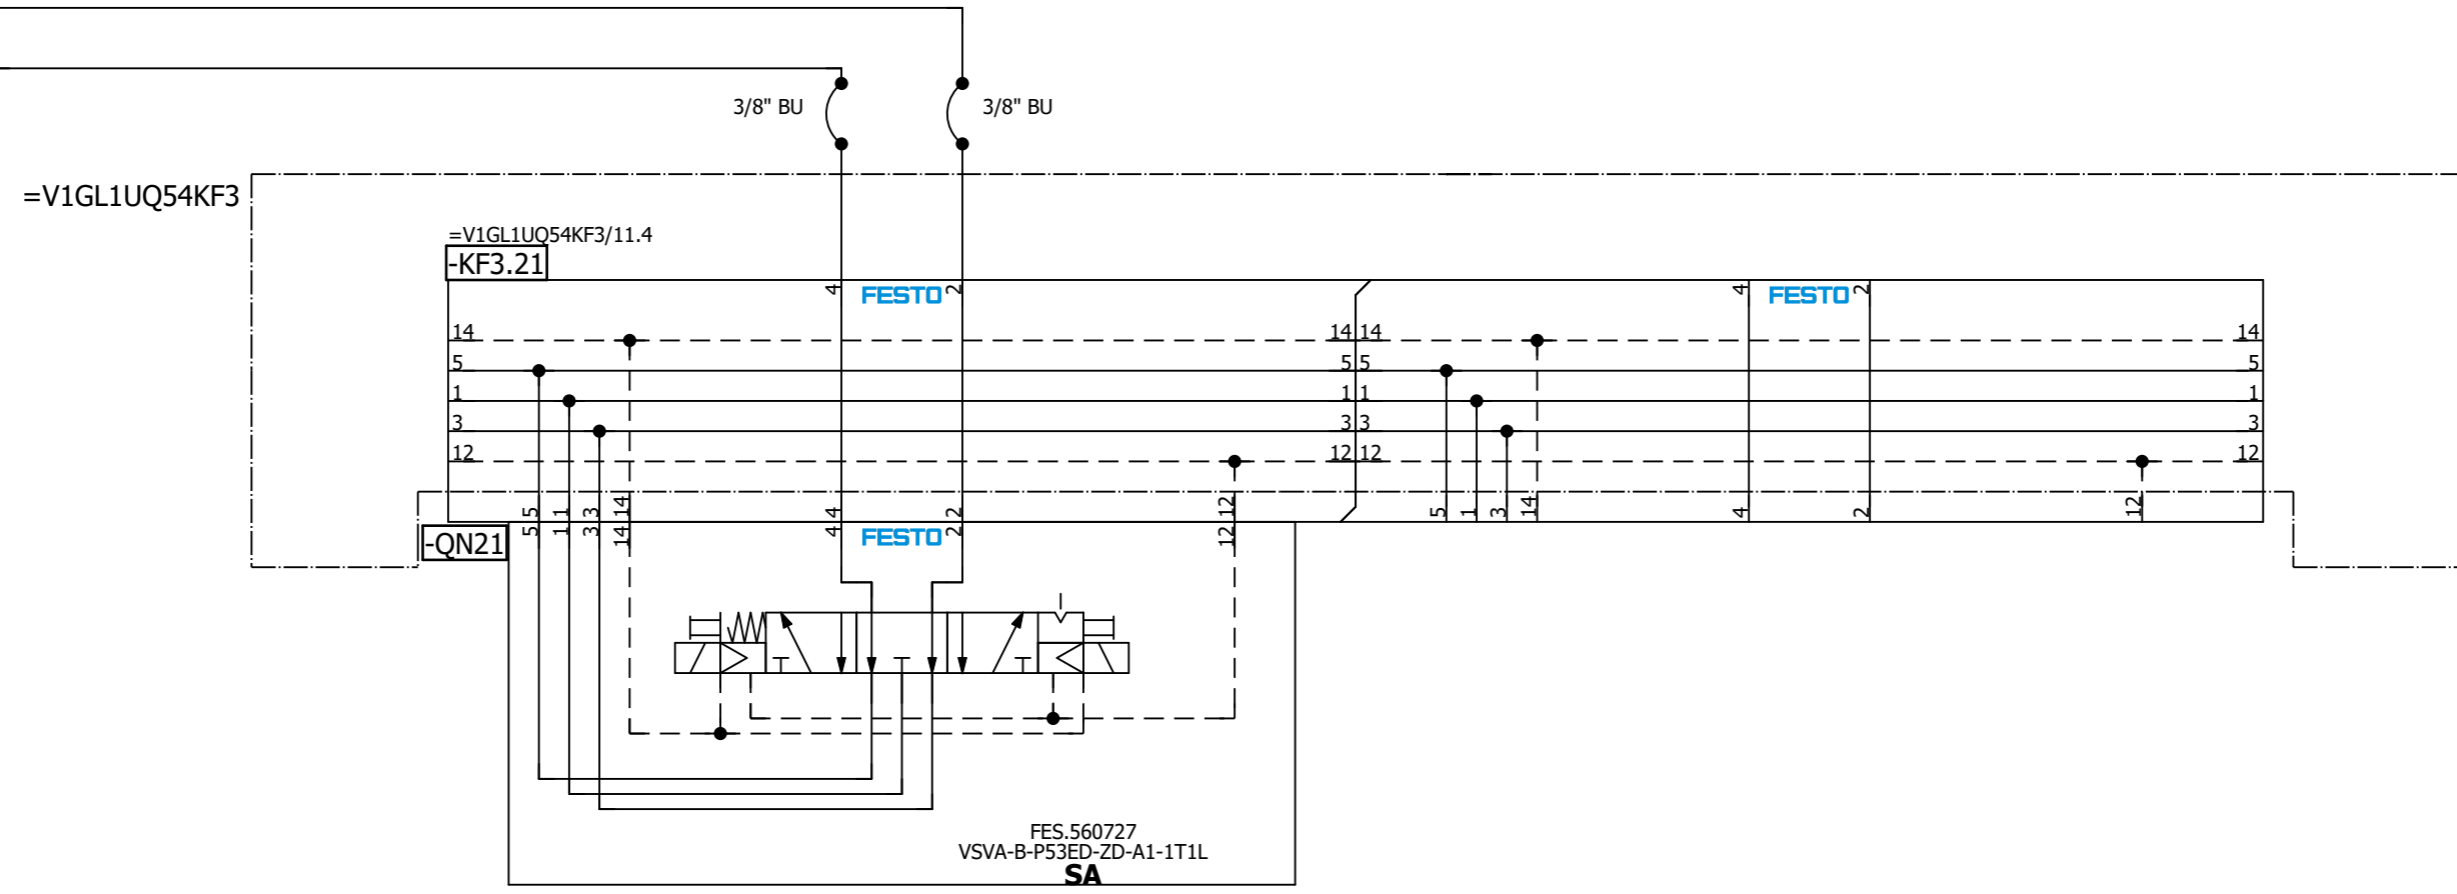 3/8" BU
3/8" BU
=V1GL1UQ54KF3
=V1GL1UQ54KF3/11.4
-KF3.21
4 FESTO 2
4 FESTO 2
14 14 14 14
5 5 5 5
1 1 1 1
3 3 3 3
12 12 12 12
5 1 3 14 4 2 12
5 1 3 14 4 2 12
-QN21
5 1 3 14 4 FESTO 2 12
FES.560727
VSVA-B-P53ED-ZD-A1-1T1L
SA